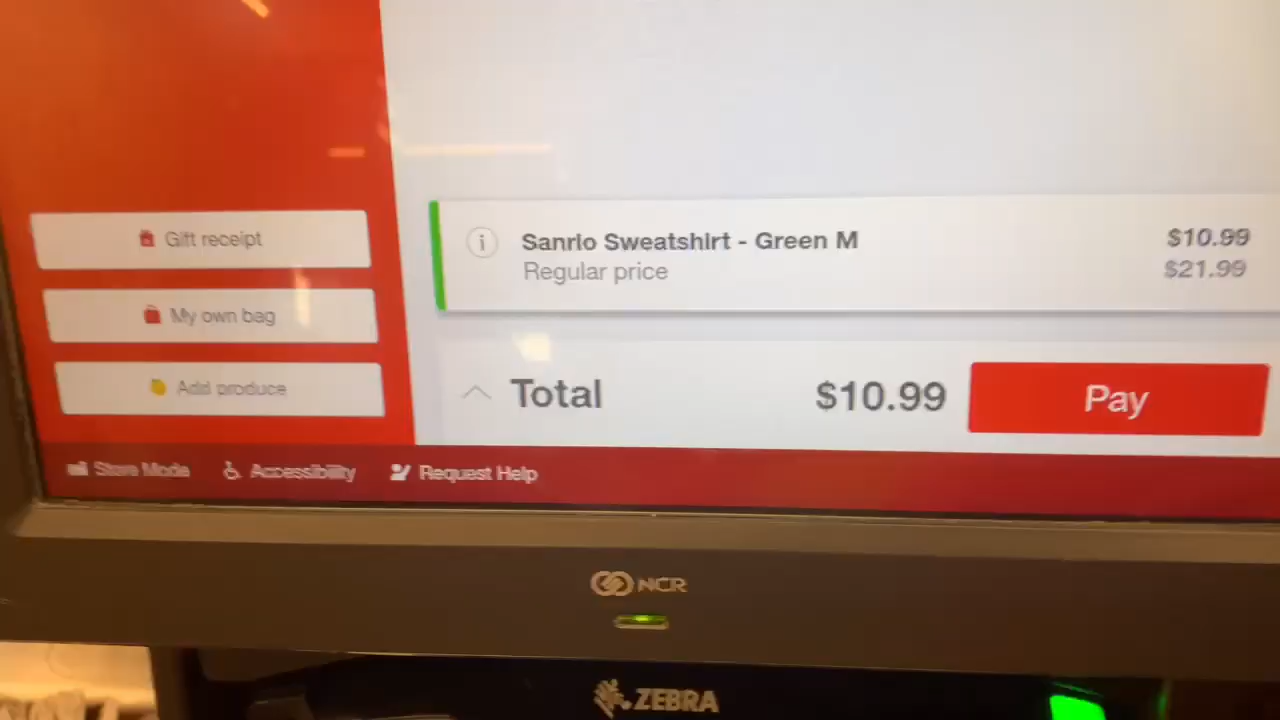 Gift receipt
My own bag
Add produce
Sanrio Sweatshirt - Green M $10.99
Regular price $21.99
Total $10.99 Pay
Store Mode Accessibility Request Help
NCR
ZEBRA